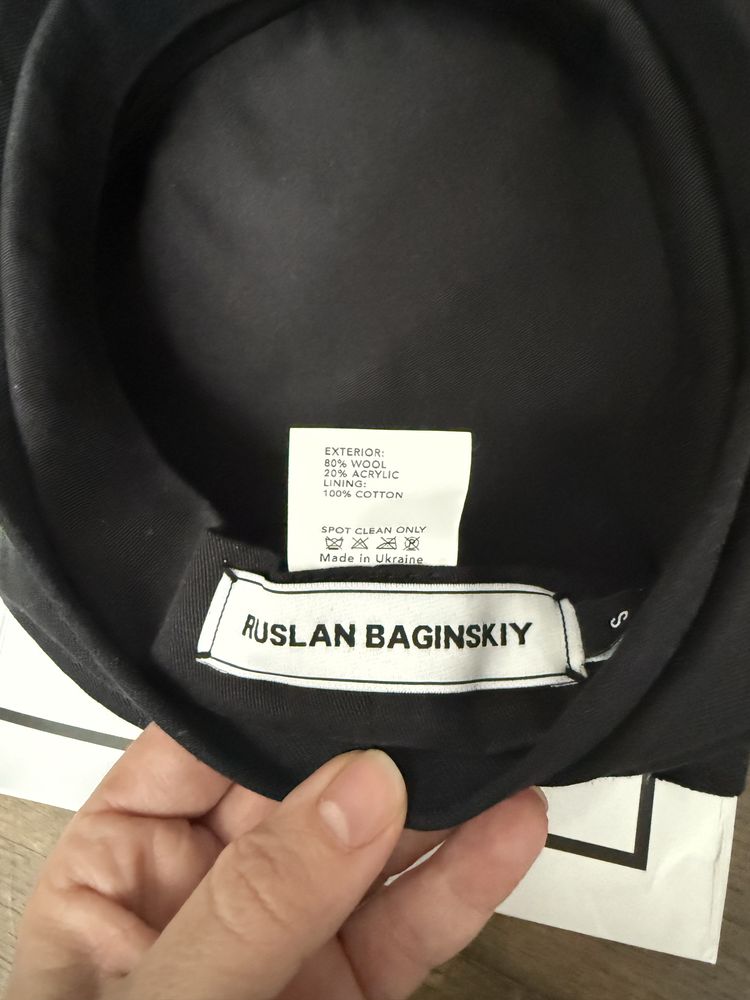 EXTERIOR:
80% WOOL
20% ACRYLIC
LINING:
100% COTTON
SPOT CLEAN ONLY
Made in Ukraine
RUSLAN BAGINSKIY
S